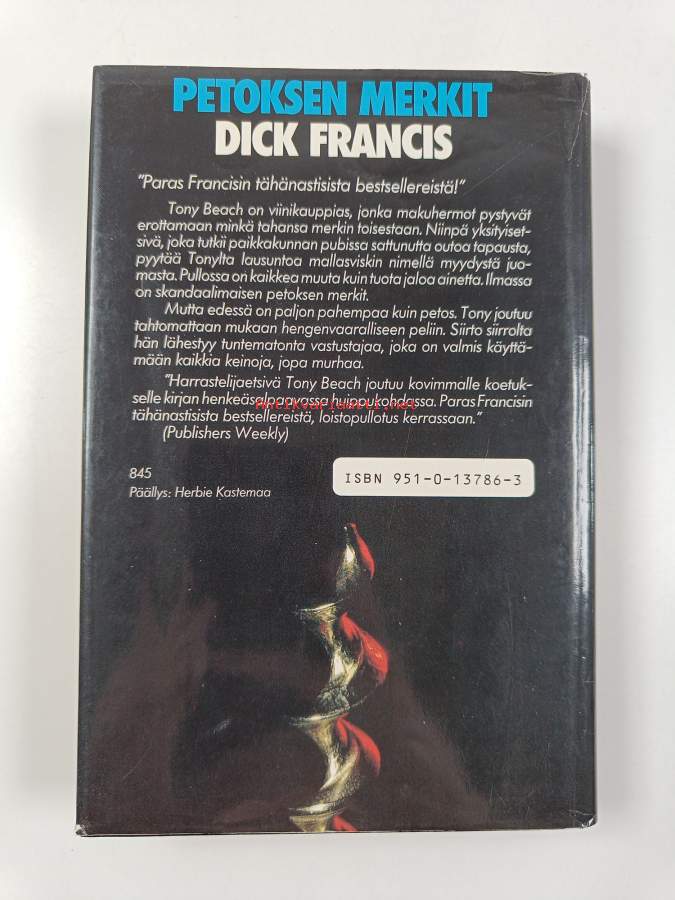 PETOKSEN MERKIT
DICK FRANCIS
"Paras Francisin tähänastisista bestsellereistä!"
Tony Beach on viinikauppias, jonka makuhermot pystyvät
erottamaan minkä tahansa merkin toisestaan. Niinpä yksityiset-
sivä, joka tutkii paikkakunnan pubissa sattunutta outoa tapausta,
pyytää Tonylta lausuntoa mallasviskin nimellä myydystä juo-
masta. Pullossa on kaikkea muuta kuin tuota jaloa ainetta. Ilmassa
on skandaalimaisen petoksen merkit.
Mutta edessä on paljon pahempaa kuin petos. Tony joutuu
tahtomattaan mukaan hengenvaaralliseen peliin. Siirto siirrolta
hän lähestyy tuntematonta vastustajaa, joka on valmis käyttä-
mään kaikkia keinoja, jopa murhaa.
"Harrastelijaetsivä Tony Beach joutuu kovimmalle koetuk-
selle kirjan henkeäsalpaavassa huippukohdassa. Paras Francisin
Antikvariaatti.net
tähänastisista bestsellereistä, loistopullotus kerrassaan."
(Publishers Weekly)
845
Päällys: Herbie Kastemaa
ISBN 951-0-13786-3